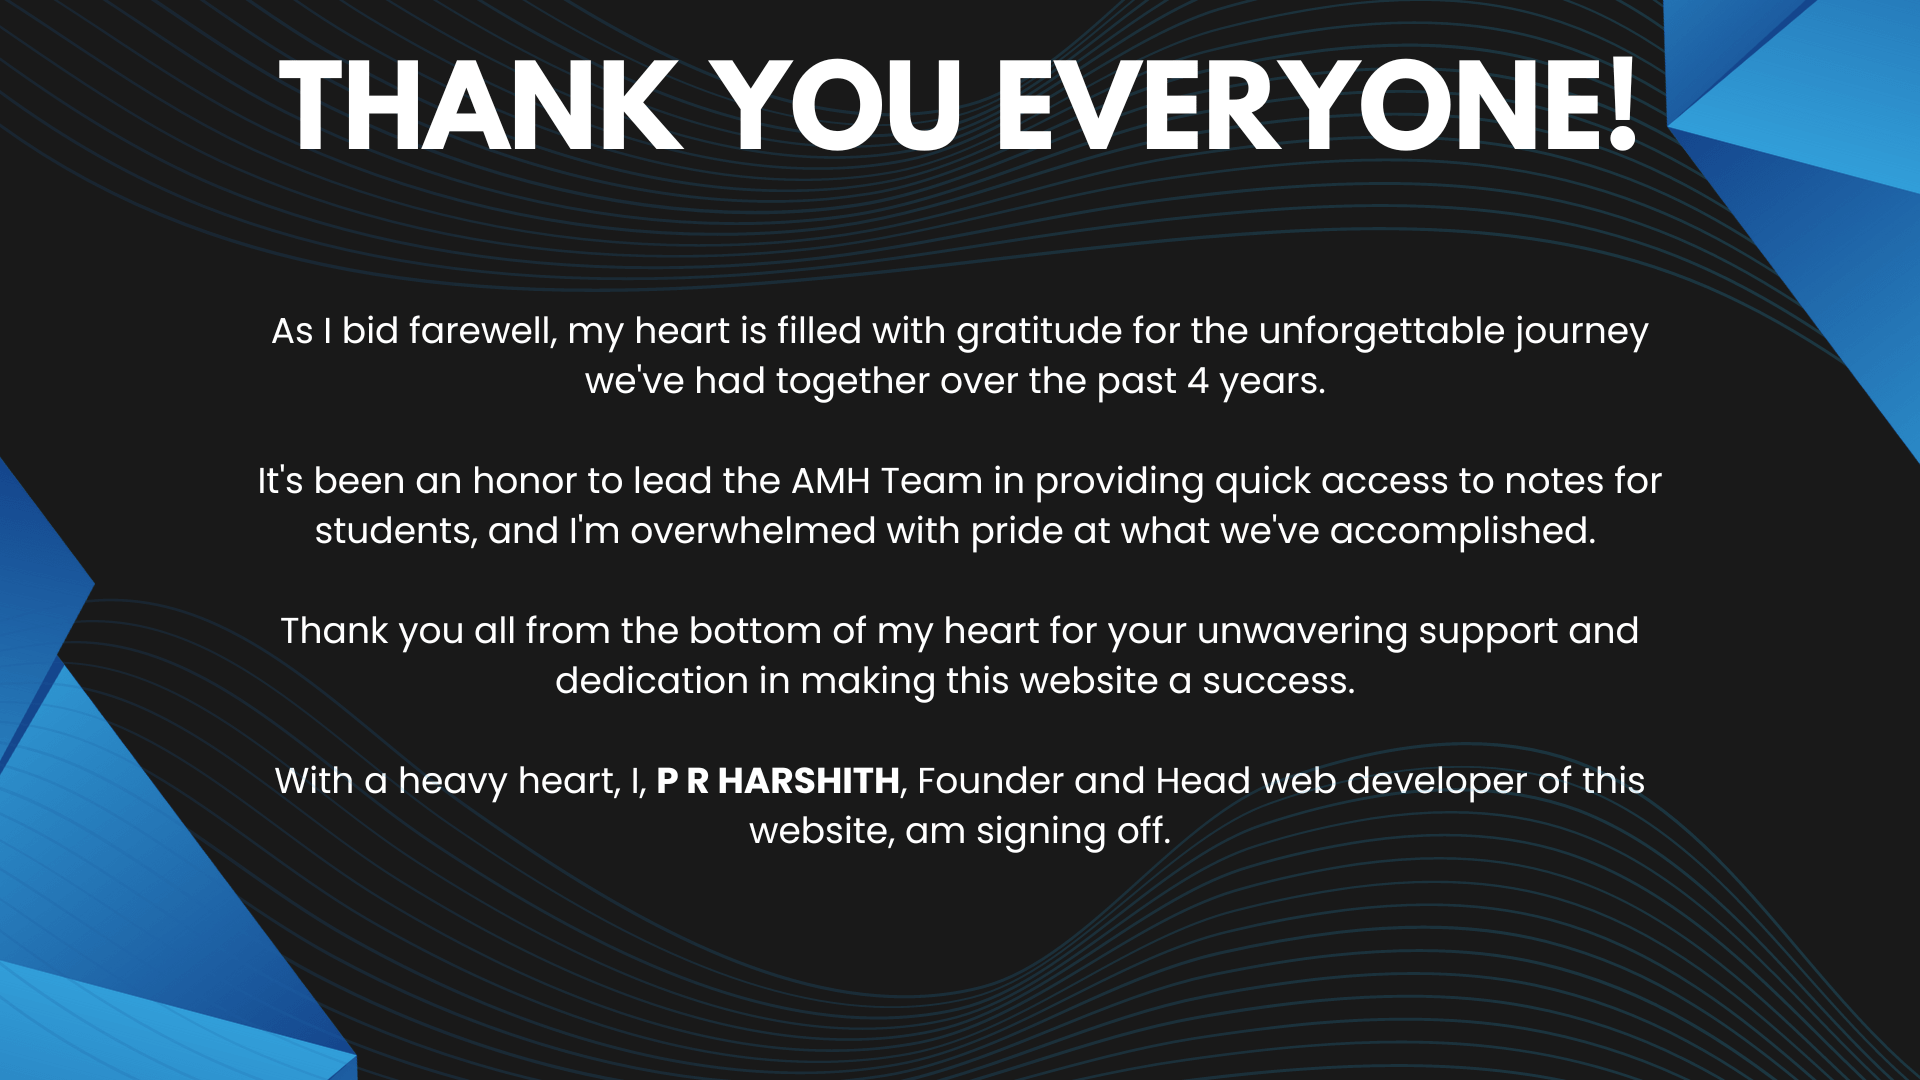 THANK YOU EVERYONE!
As I bid farewell, my heart is filled with gratitude for the unforgettable journey
we've had together over the past 4 years.
It's been an honor to lead the AMH Team in providing quick access to notes for
students, and I'm overwhelmed with pride at what we've accomplished.
Thank you all from the bottom of my heart for your unwavering support and
dedication in making this website a success.
With a heavy heart, I, P R HARSHITH, Founder and Head web developer of this
website, am signing off.